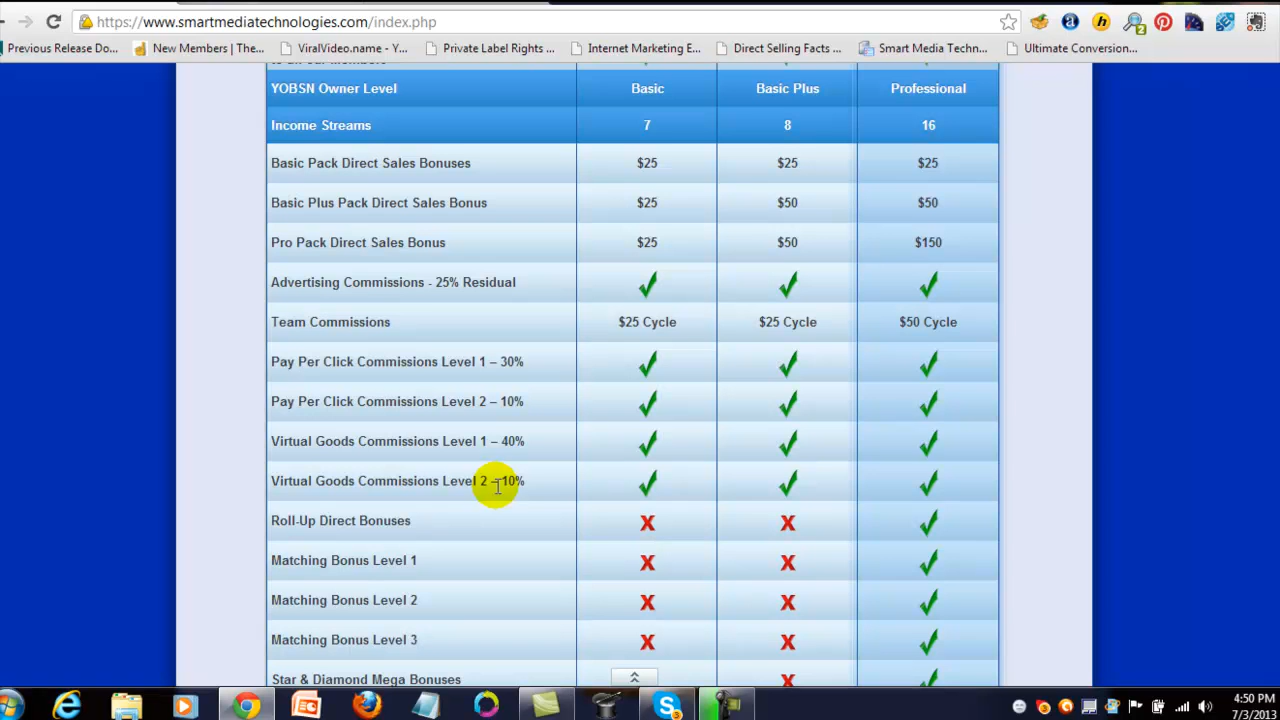 https://www.smartmediatechnologies.com/index.php
Previous Release Do... New Members | The... ViralVideo.name - Y... Private Label Rights ... Internet Marketing E... Direct Selling Facts ... Smart Media Techn... Ultimate Conversion...
to all our Members
YOBSN Owner Level Basic Basic Plus Professional
Income Streams 7 8 16
Basic Pack Direct Sales Bonuses $25 $25 $25
Basic Plus Pack Direct Sales Bonus $25 $50 $50
Pro Pack Direct Sales Bonus $25 $50 $150
Advertising Commissions - 25% Residual
Team Commissions $25 Cycle $25 Cycle $50 Cycle
Pay Per Click Commissions Level 1 – 30%
Pay Per Click Commissions Level 2 – 10%
Virtual Goods Commissions Level 1 – 40%
Virtual Goods Commissions Level 2 – 10%
Roll-Up Direct Bonuses X X
Matching Bonus Level 1 X X
Matching Bonus Level 2 X X
Matching Bonus Level 3 X X
Star & Diamond Mega Bonuses X
4:50 PM
7/3/2013